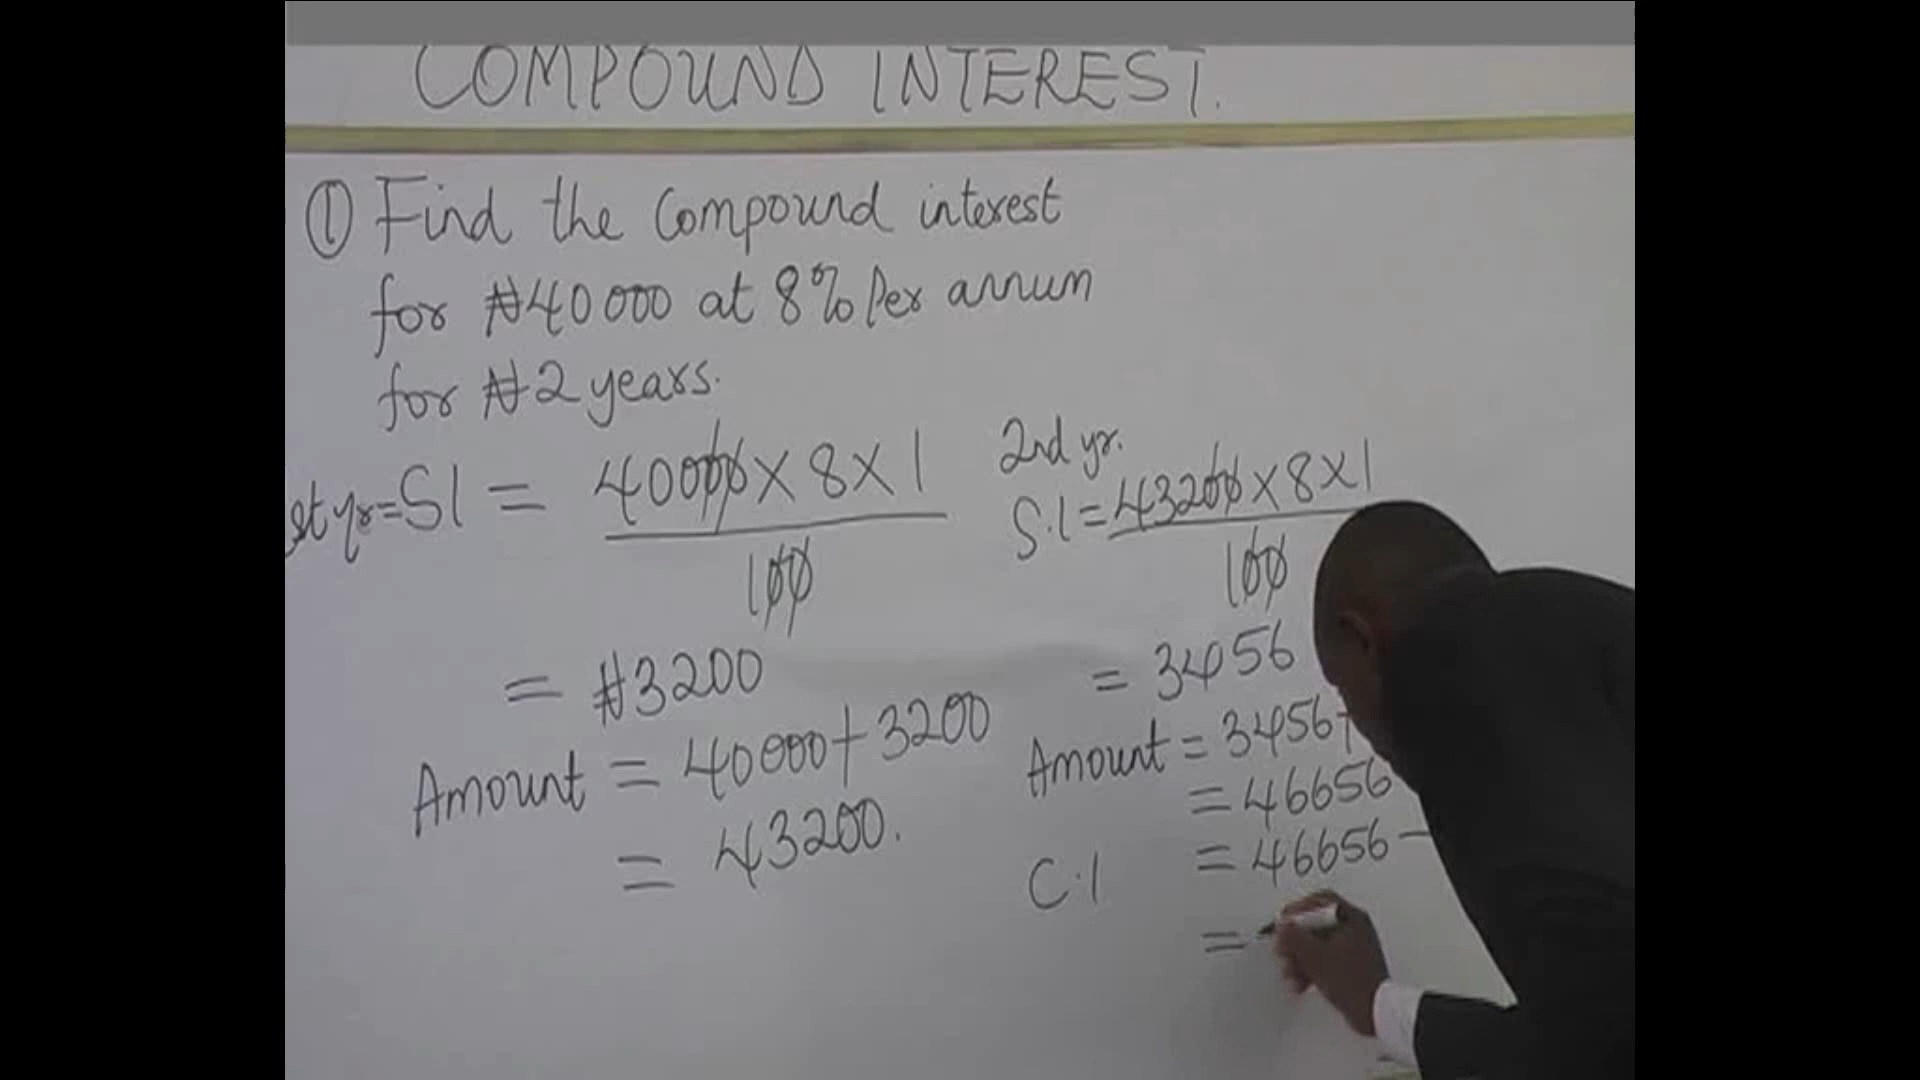 COMPOUND INTEREST.
① Find the Compound interest
for ₦40000 at 8% Per annum
for ₦2 years.
st yr = SI = 40000 × 8 × 1
100
= ₦3200
Amount = 40000 + 3200
= 43200.
2nd yr.
S.I = 43200 × 8 × 1
100
= 3456
Amount = 3456 +
= 46656
C.I = 46656 -
=